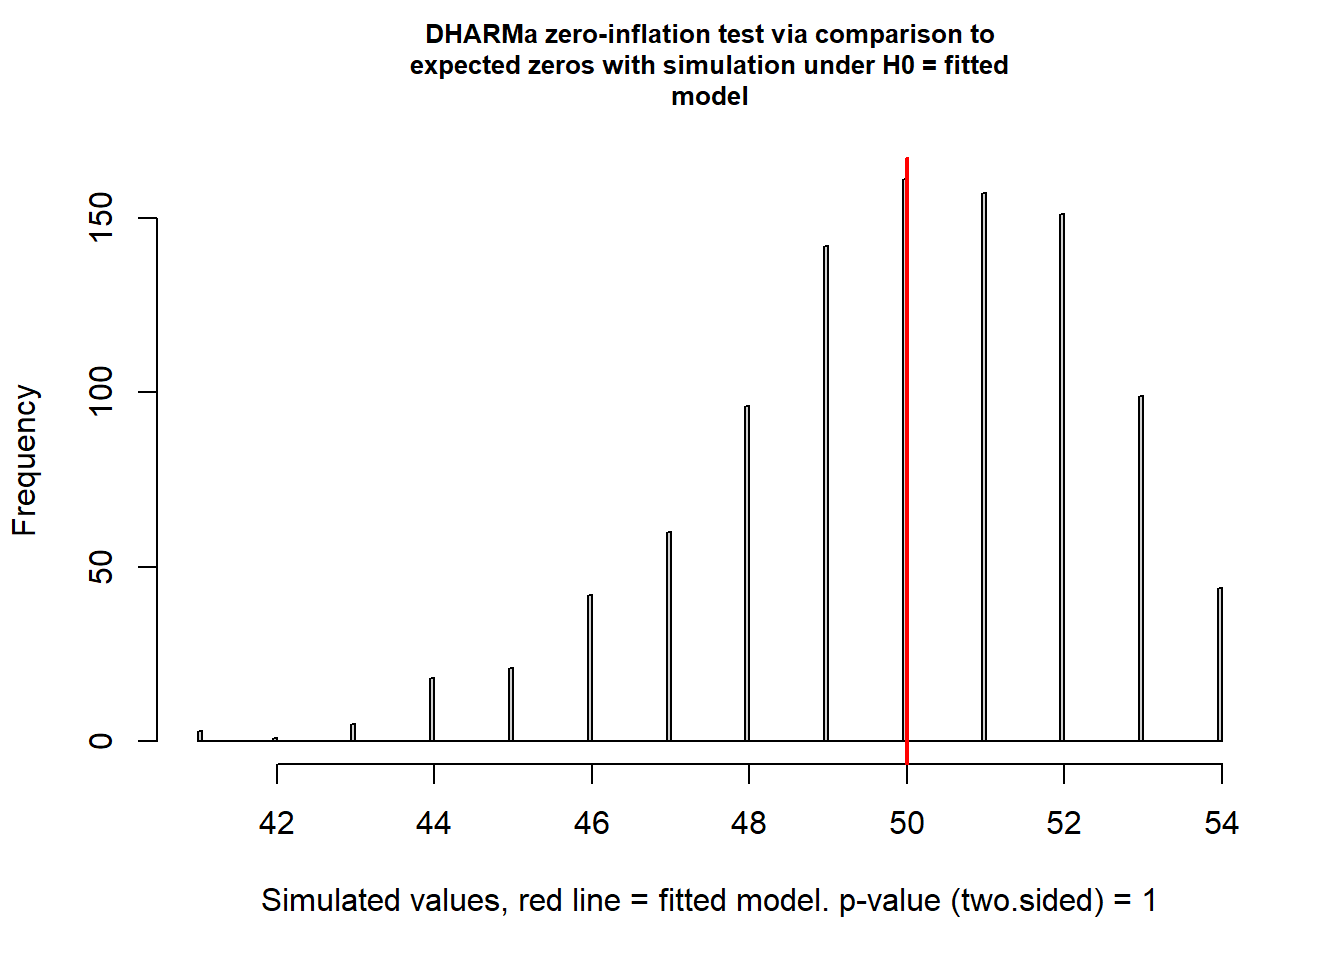 DHARMa zero-inflation test via comparison to
expected zeros with simulation under H0 = fitted
model
Frequency
150
100
50
0
42 44 46 48 50 52 54
Simulated values, red line = fitted model. p-value (two.sided) = 1